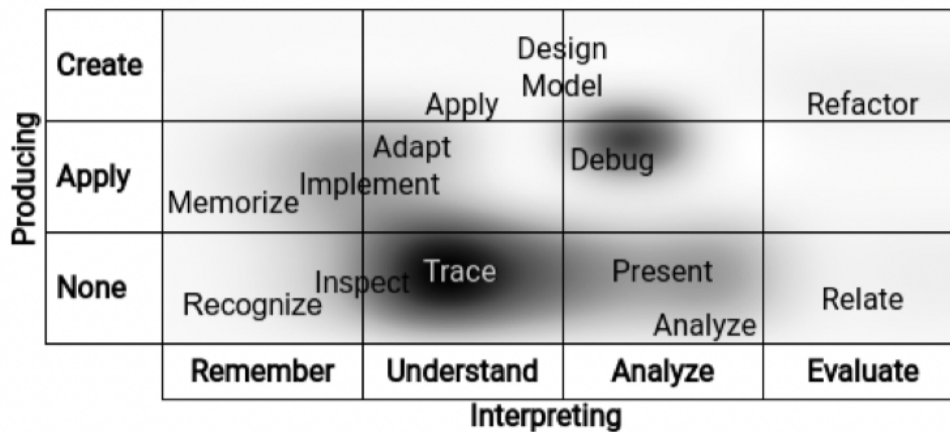 Producing
Create
Design
Model
Apply
Refactor
Apply
Adapt
Debug
Implement
Memorize
None
Trace
Present
Inspect
Recognize
Relate
Analyze
Remember
Understand
Analyze
Evaluate
Interpreting